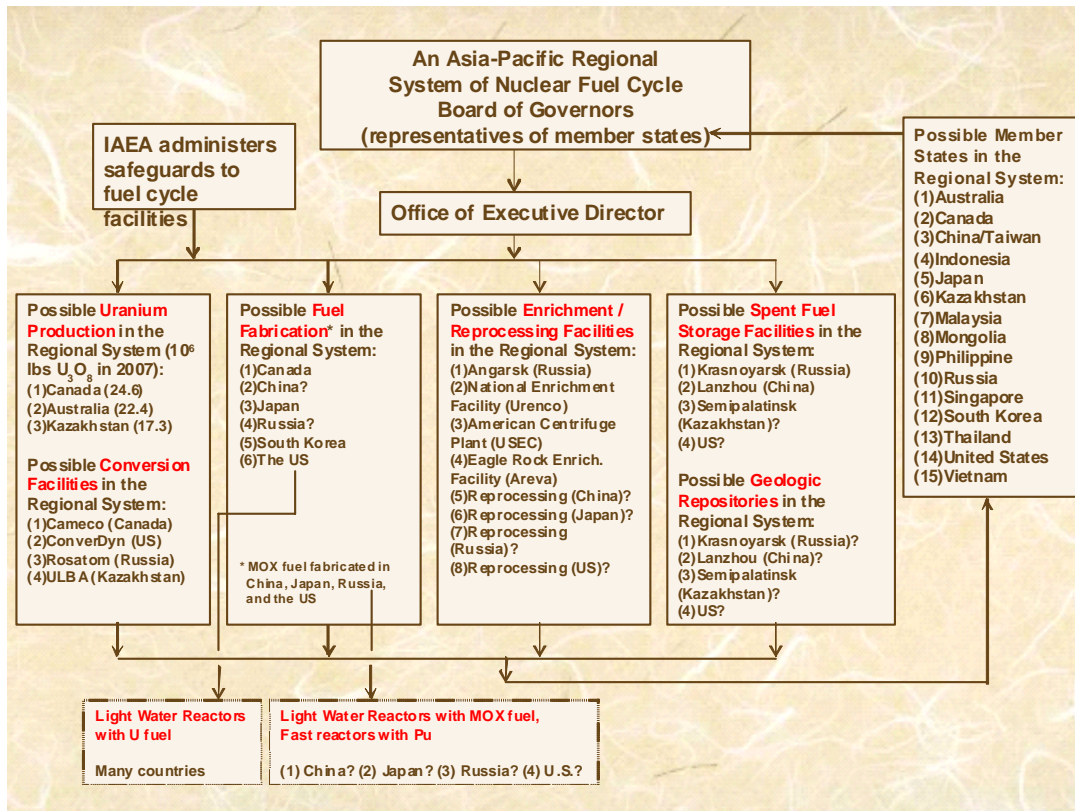 An Asia-Pacific Regional
System of Nuclear Fuel Cycle
Board of Governors
(representatives of member states)
IAEA administers
safeguards to
fuel cycle
facilities
Office of Executive Director
Possible Member
States in the
Regional System:
(1)Australia
(2)Canada
(3)China/Taiwan
(4)Indonesia
(5)Japan
(6)Kazakhstan
(7)Malaysia
(8)Mongolia
(9)Philippine
(10)Russia
(11)Singapore
(12)South Korea
(13)Thailand
(14)United States
(15)Vietnam
Possible Uranium
Production in the
Regional System (10⁶
lbs U₃O₈ in 2007):
(1)Canada (24.6)
(2)Australia (22.4)
(3)Kazakhstan (17.3)
Possible Conversion
Facilities in the
Regional System:
(1)Cameco (Canada)
(2)ConverDyn (US)
(3)Rosatom (Russia)
(4)ULBA (Kazakhstan)
Possible Fuel
Fabrication* in the
Regional System:
(1)Canada
(2)China?
(3)Japan
(4)Russia?
(5)South Korea
(6)The US
* MOX fuel fabricated in
China, Japan, Russia,
and the US
Possible Enrichment /
Reprocessing Facilities
in the Regional System:
(1)Angarsk (Russia)
(2)National Enrichment
Facility (Urenco)
(3)American Centrifuge
Plant (USEC)
(4)Eagle Rock Enrich.
Facility (Areva)
(5)Reprocessing (China)?
(6)Reprocessing (Japan)?
(7)Reprocessing
(Russia)?
(8)Reprocessing (US)?
Possible Spent Fuel
Storage Facilities in the
Regional System:
(1)Krasnoyarsk (Russia)
(2)Lanzhou (China)
(3)Semipalatinsk
(Kazakhstan)?
(4)US?
Possible Geologic
Repositories in the
Regional System:
(1)Krasnoyarsk (Russia)?
(2)Lanzhou (China)?
(3)Semipalatinsk
(Kazakhstan)?
(4)US?
Light Water Reactors
with U fuel
Many countries
Light Water Reactors with MOX fuel,
Fast reactors with Pu
(1) China? (2) Japan? (3) Russia? (4) U.S.?